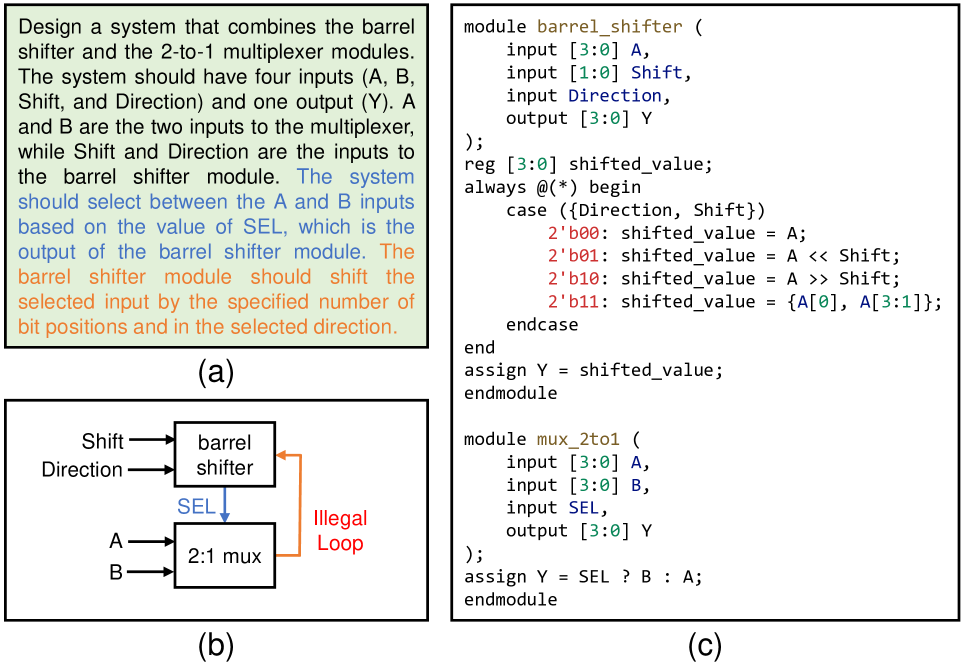 Design a system that combines the barrel
shifter and the 2-to-1 multiplexer modules.
The system should have four inputs (A, B,
Shift, and Direction) and one output (Y). A
and B are the two inputs to the multiplexer,
while Shift and Direction are the inputs to
the barrel shifter module. The system
should select between the A and B inputs
based on the value of SEL, which is the
output of the barrel shifter module. The
barrel shifter module should shift the
selected input by the specified number of
bit positions and in the selected direction.
(a)
Shift
Direction
barrel
shifter
SEL
A
B
2:1 mux
Illegal
Loop
(b)
module barrel_shifter (
    input [3:0] A,
    input [1:0] Shift,
    input Direction,
    output [3:0] Y
);
reg [3:0] shifted_value;
always @(*) begin
    case ({Direction, Shift})
        2'b00: shifted_value = A;
        2'b01: shifted_value = A << Shift;
        2'b10: shifted_value = A >> Shift;
        2'b11: shifted_value = {A[0], A[3:1]};
    endcase
end
assign Y = shifted_value;
endmodule
module mux_2to1 (
    input [3:0] A,
    input [3:0] B,
    input SEL,
    output [3:0] Y
);
assign Y = SEL ? B : A;
endmodule
(c)